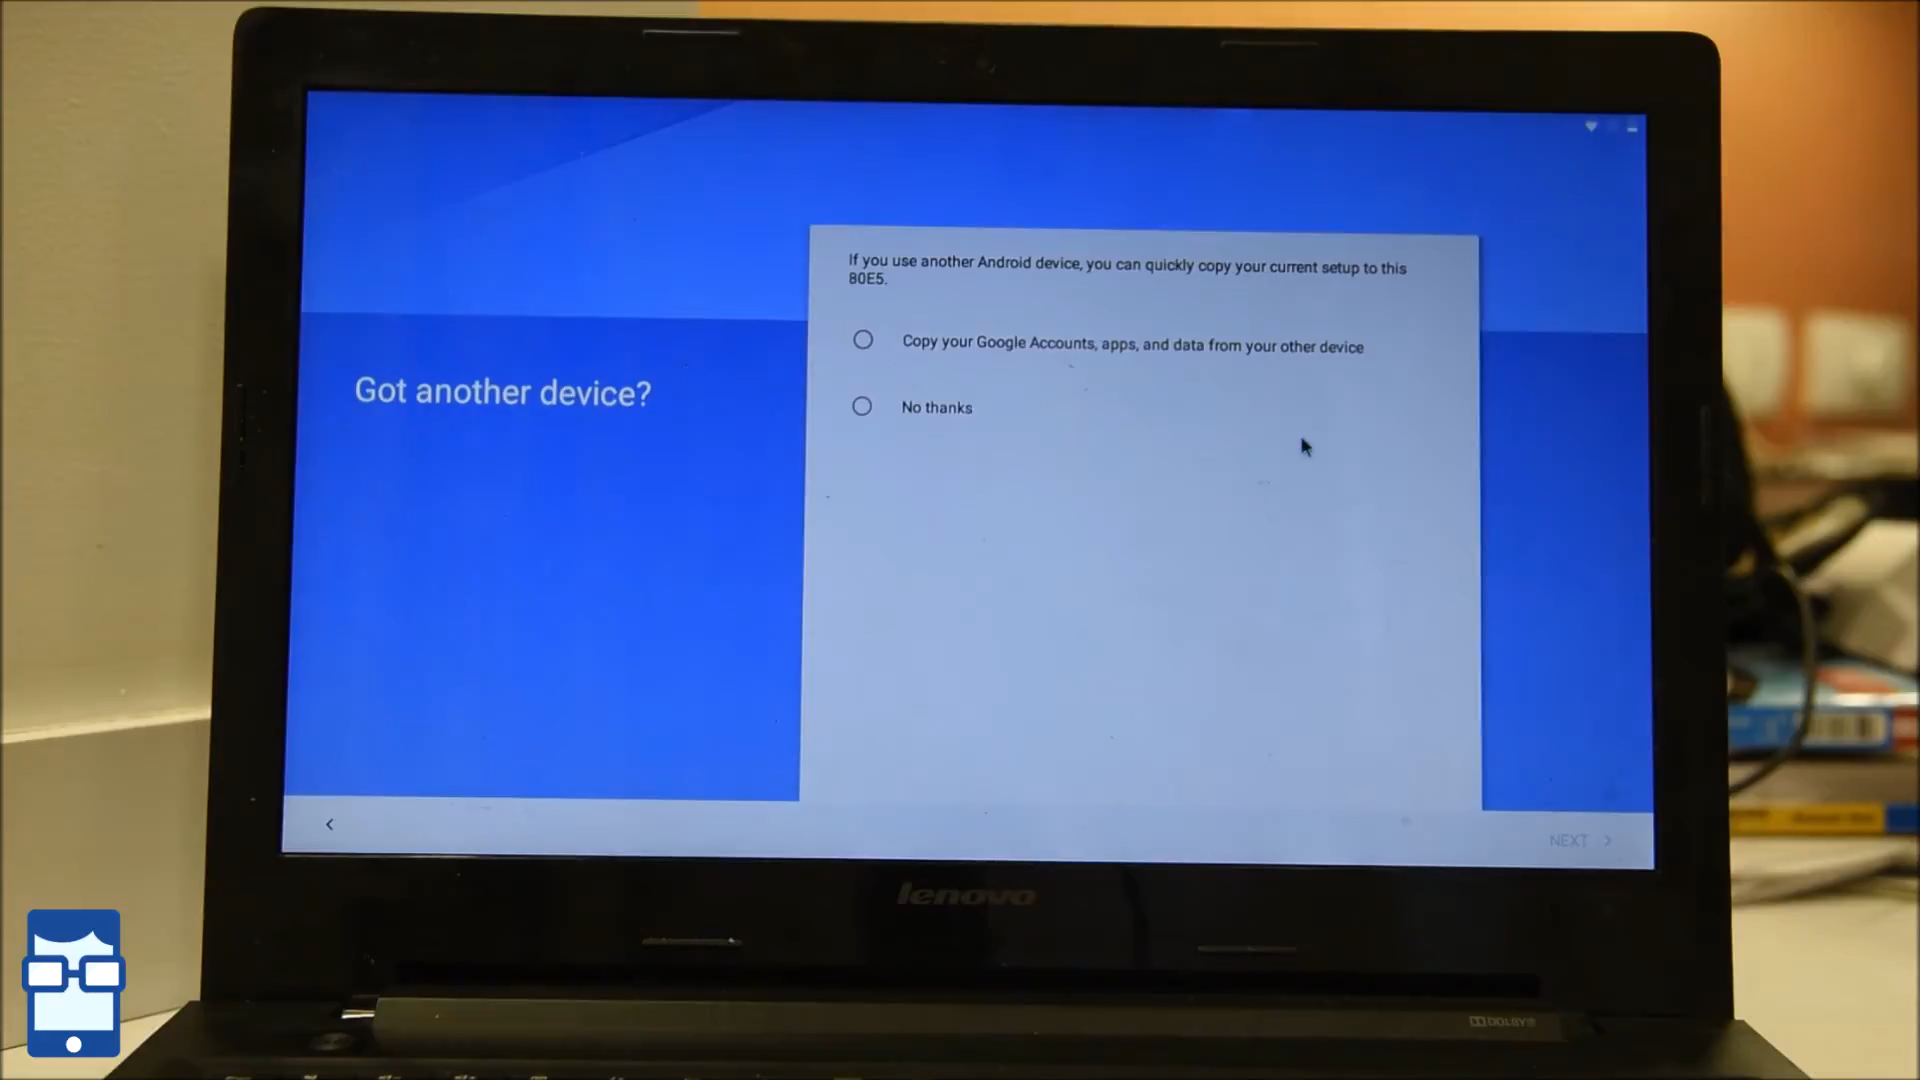 If you use another Android device, you can quickly copy your current setup to this
80E5.
Copy your Google Accounts, apps, and data from your other device
Got another device?
No thanks
NEXT
lenovo
DOLBY